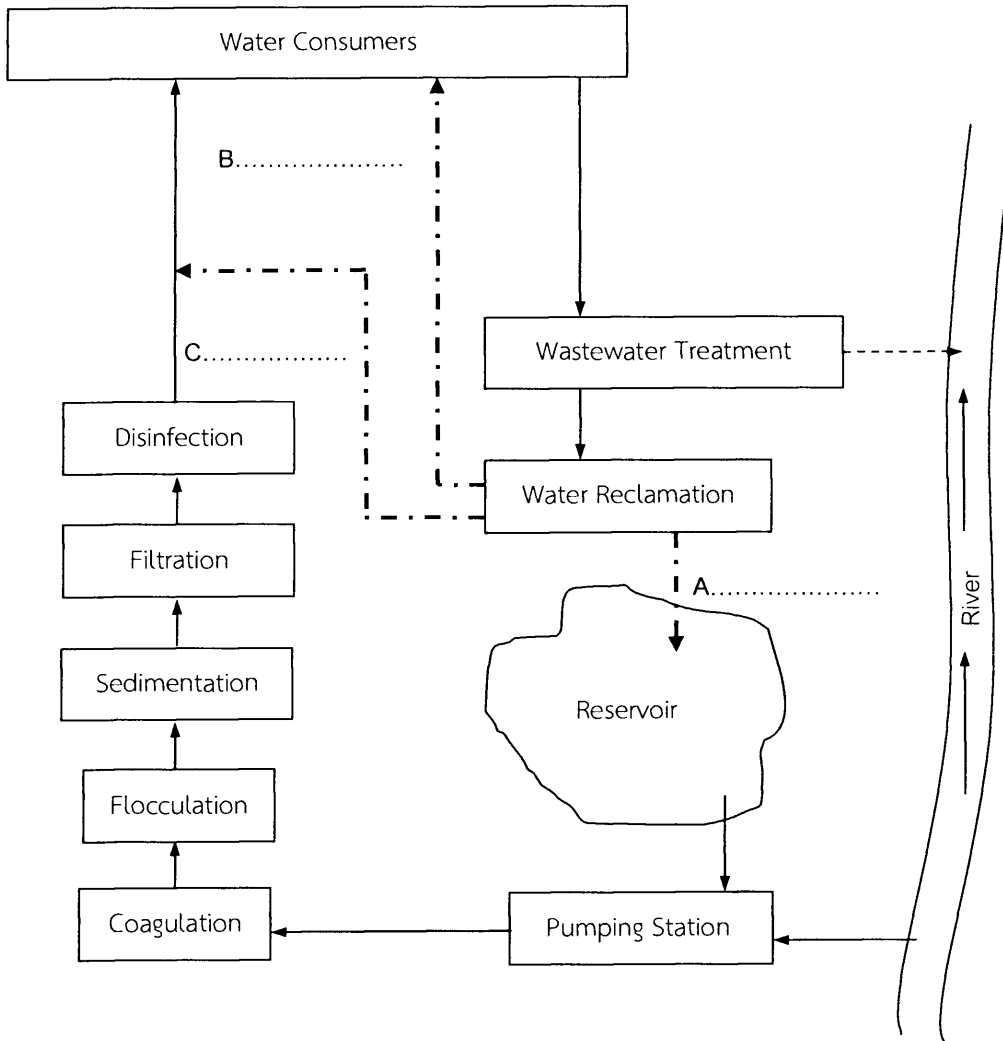 Water Consumers
B.....................
C..................
Wastewater Treatment
Disinfection
Water Reclamation
Filtration
A.....................
River
Sedimentation
Reservoir
Flocculation
Coagulation
Pumping Station